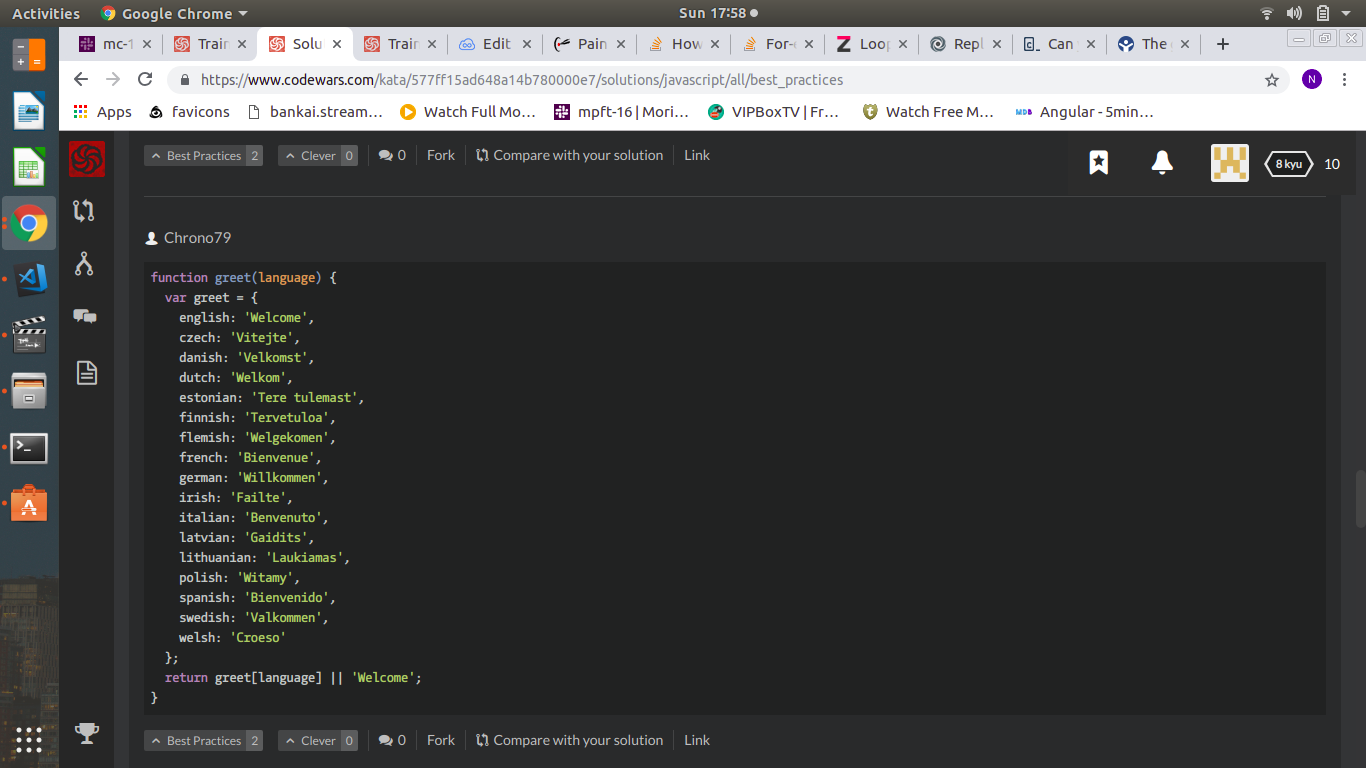 Activities Google Chrome Sun 17:58
mc-1 Train Solu Train Edit Pain How For-e Loop Repl Can The g
https://www.codewars.com/kata/577ff15ad648a14b780000e7/solutions/javascript/all/best_practices N
Apps favicons bankai.stream... Watch Full Mo... mpft-16 | Mori... VIPBoxTV | Fr... Watch Free M... Angular - 5min...
Best Practices 2 Clever 0 0 Fork Compare with your solution Link
8 kyu 10
Chrono79
function greet(language) {
var greet = {
english: 'Welcome',
czech: 'Vitejte',
danish: 'Velkomst',
dutch: 'Welkom',
estonian: 'Tere tulemast',
finnish: 'Tervetuloa',
flemish: 'Welgekomen',
french: 'Bienvenue',
german: 'Willkommen',
irish: 'Failte',
italian: 'Benvenuto',
latvian: 'Gaidits',
lithuanian: 'Laukiamas',
polish: 'Witamy',
spanish: 'Bienvenido',
swedish: 'Valkommen',
welsh: 'Croeso'
};
return greet[language] || 'Welcome';
}
Best Practices 2 Clever 0 0 Fork Compare with your solution Link